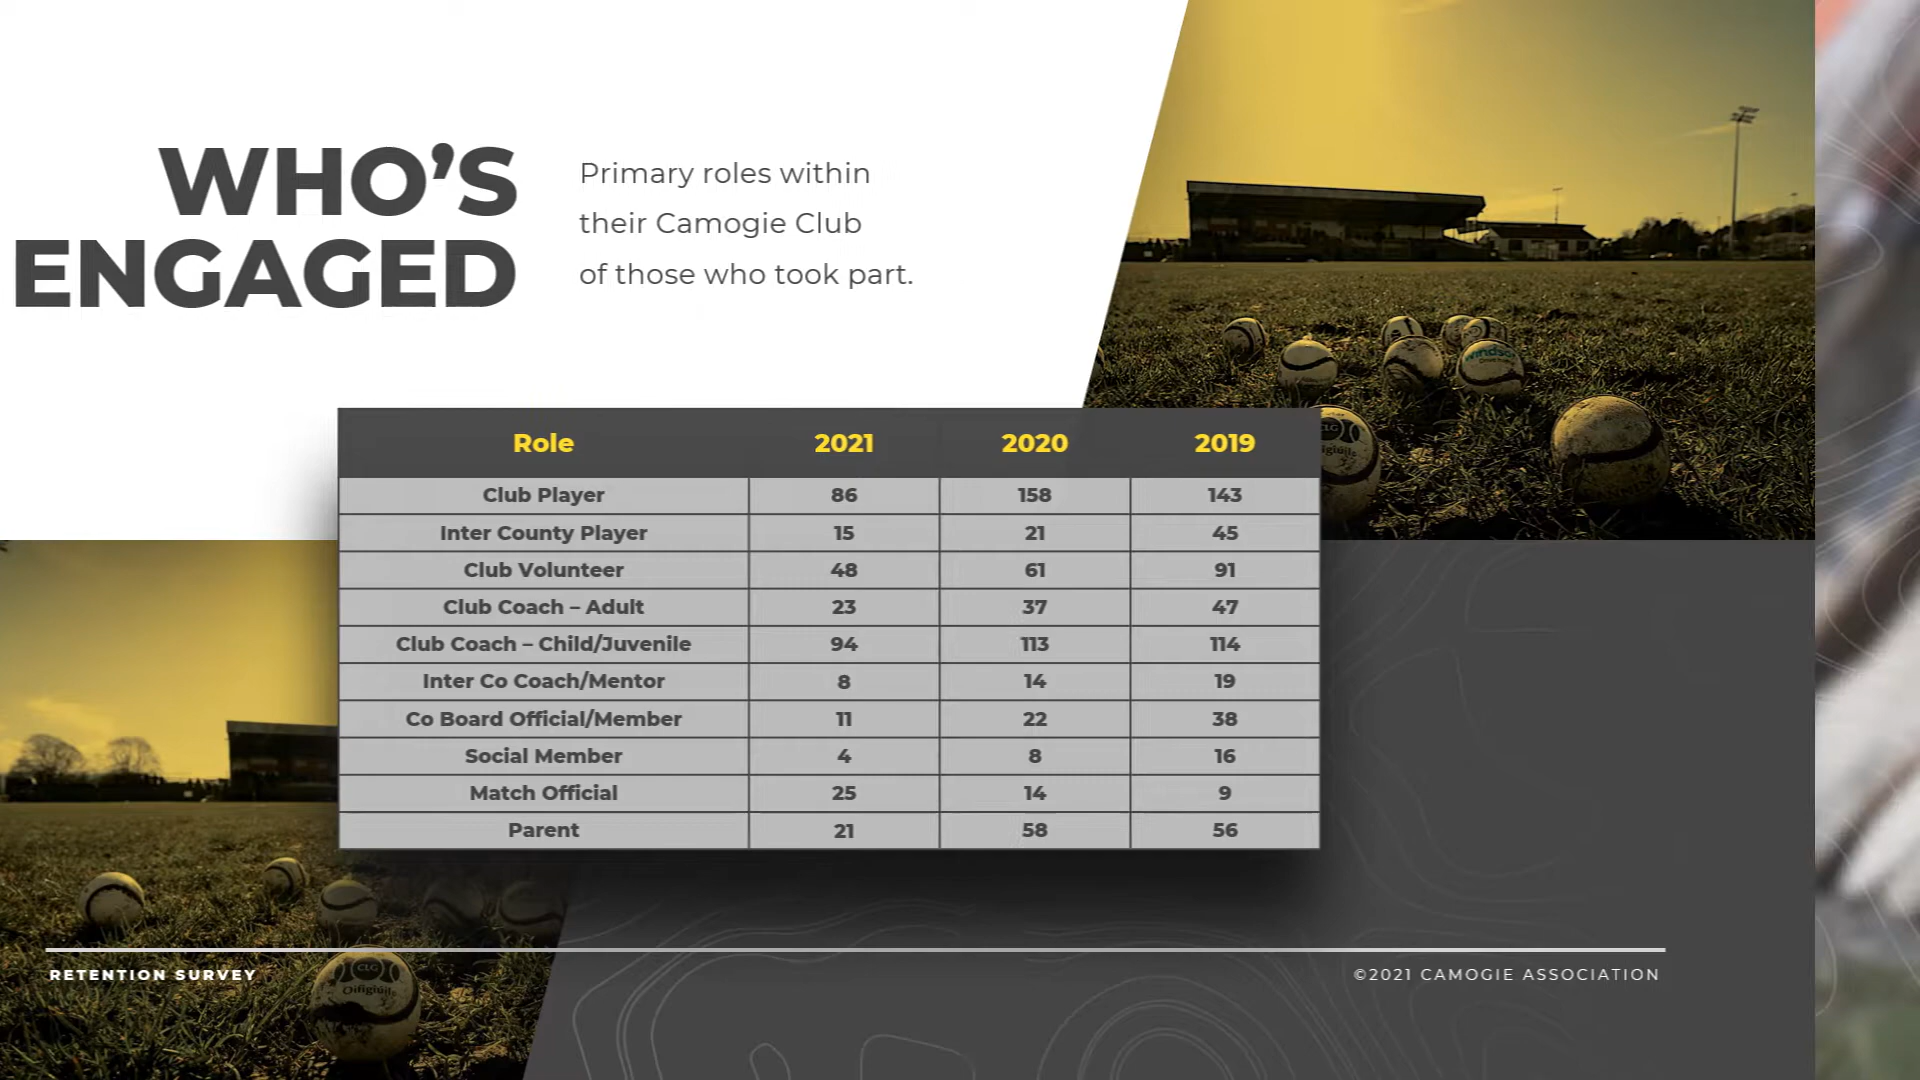 WHO’S
ENGAGED
Primary roles within
their Camogie Club
of those who took part.
Role 2021 2020 2019
Club Player 86 158 143
Inter County Player 15 21 45
Club Volunteer 48 61 91
Club Coach – Adult 23 37 47
Club Coach – Child/Juvenile 94 113 114
Inter Co Coach/Mentor 8 14 19
Co Board Official/Member 11 22 38
Social Member 4 8 16
Match Official 25 14 9
Parent 21 58 56
windsor
CLG
CLG
Oifigiúil
RETENTION SURVEY
©2021 CAMOGIE ASSOCIATION